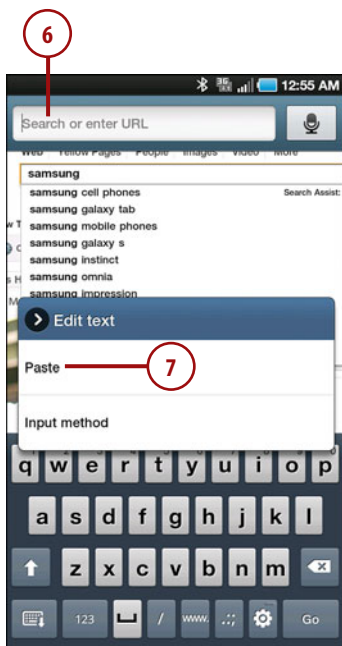 6
3G 12:55 AM
Search or enter URL
Web Yellow Pages People Images Video More
samsung
samsung cell phones Search Assist:
samsung galaxy tab
samsung mobile phones
samsung galaxy s
samsung instinct
samsung omnia
samsung impression
Edit text
Paste 7
Input method
q w e r t y u i o p
a s d f g h j k l
z x c v b n m
123 / www. .:; Go